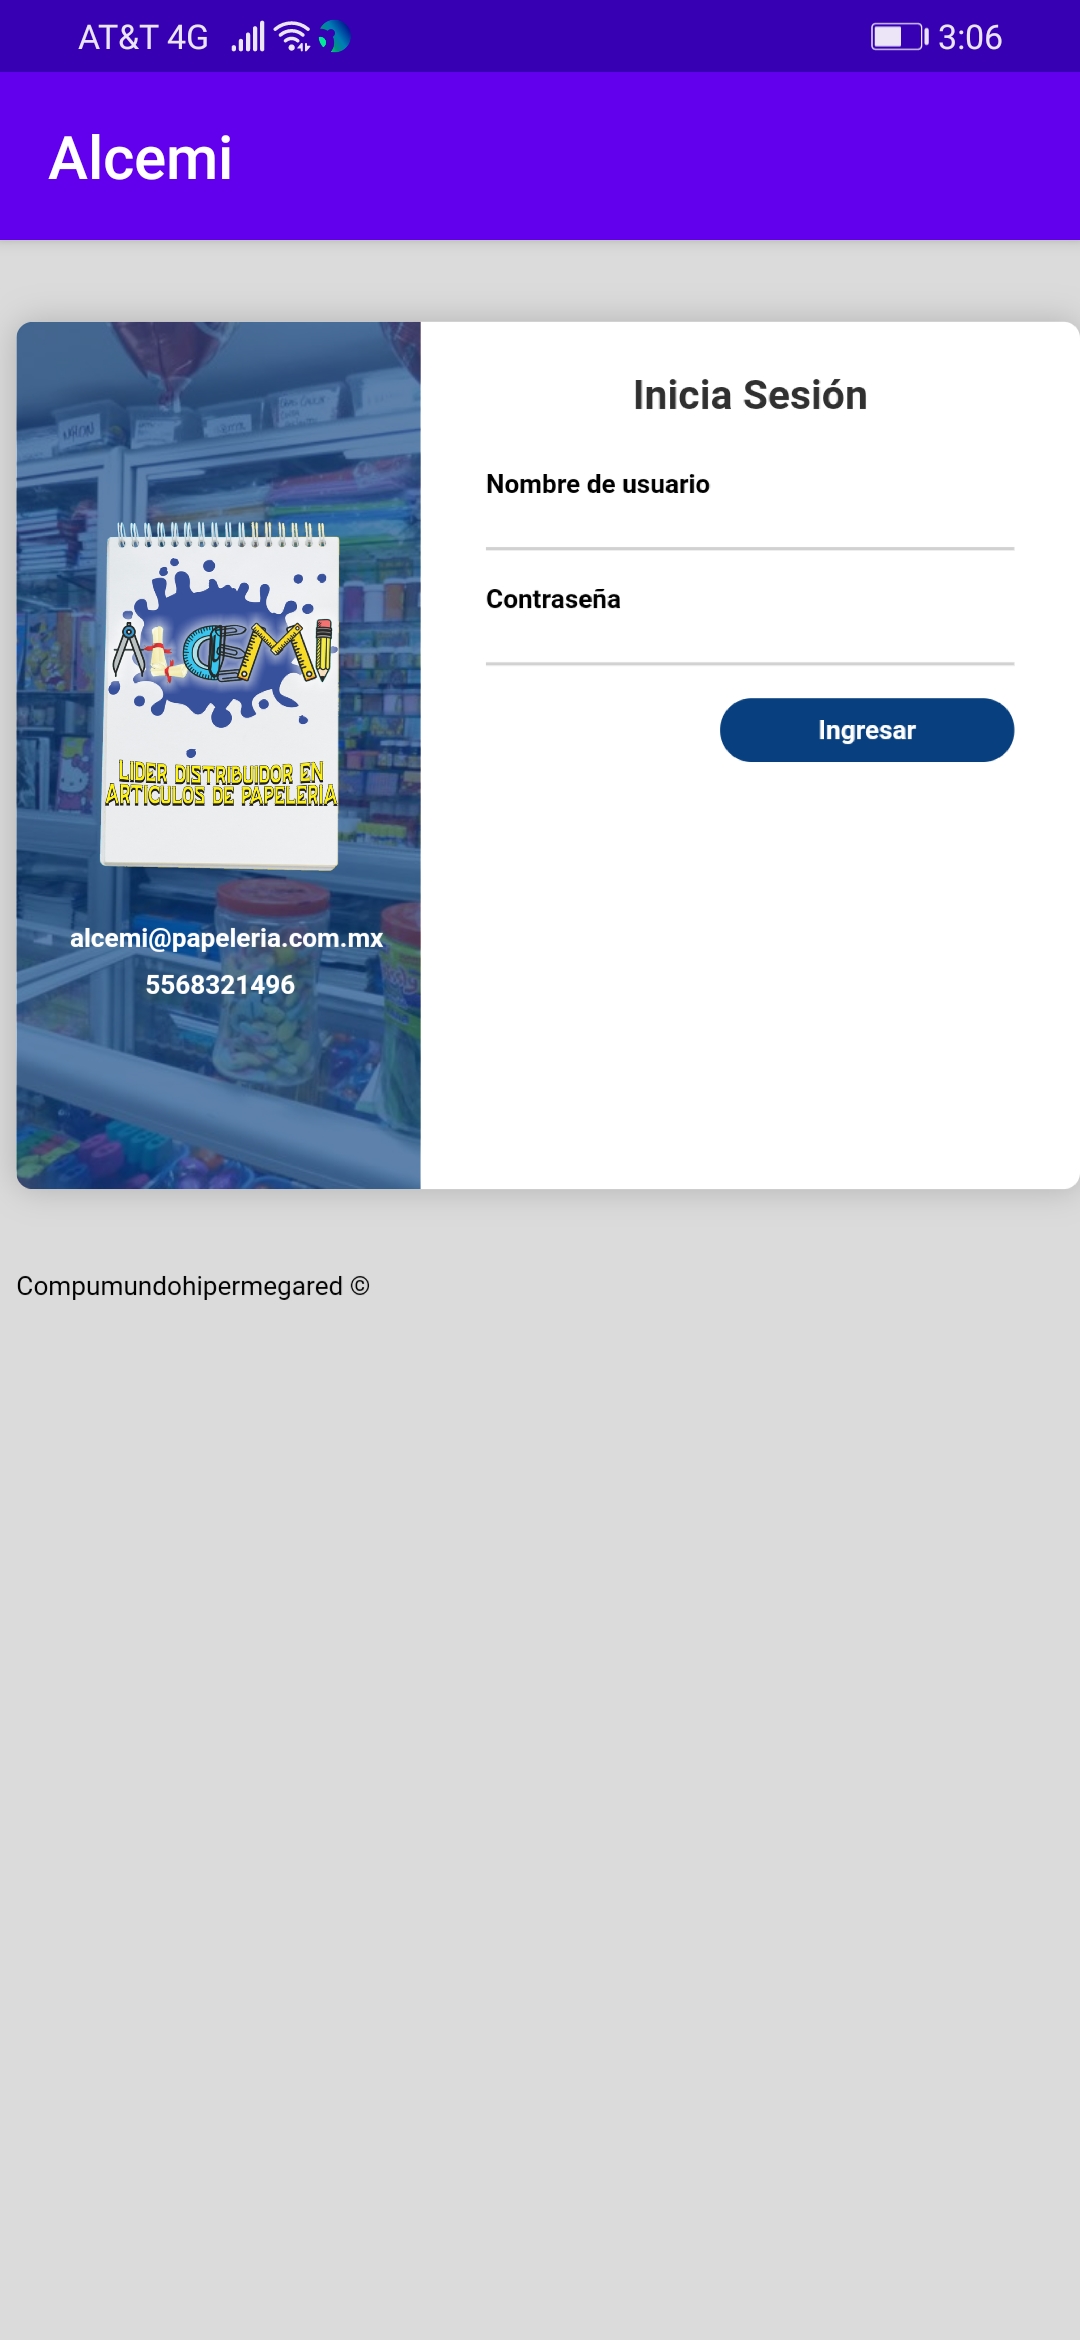 AT&T 4G
3:06
Alcemi
Inicia Sesión
Nombre de usuario
Contraseña
Ingresar
ALCEMI
LIDER DISTRIBUIDOR EN
ARTICULOS DE PAPELERIA
alcemi@papeleria.com.mx
5568321496
Compumundohipermegared ©